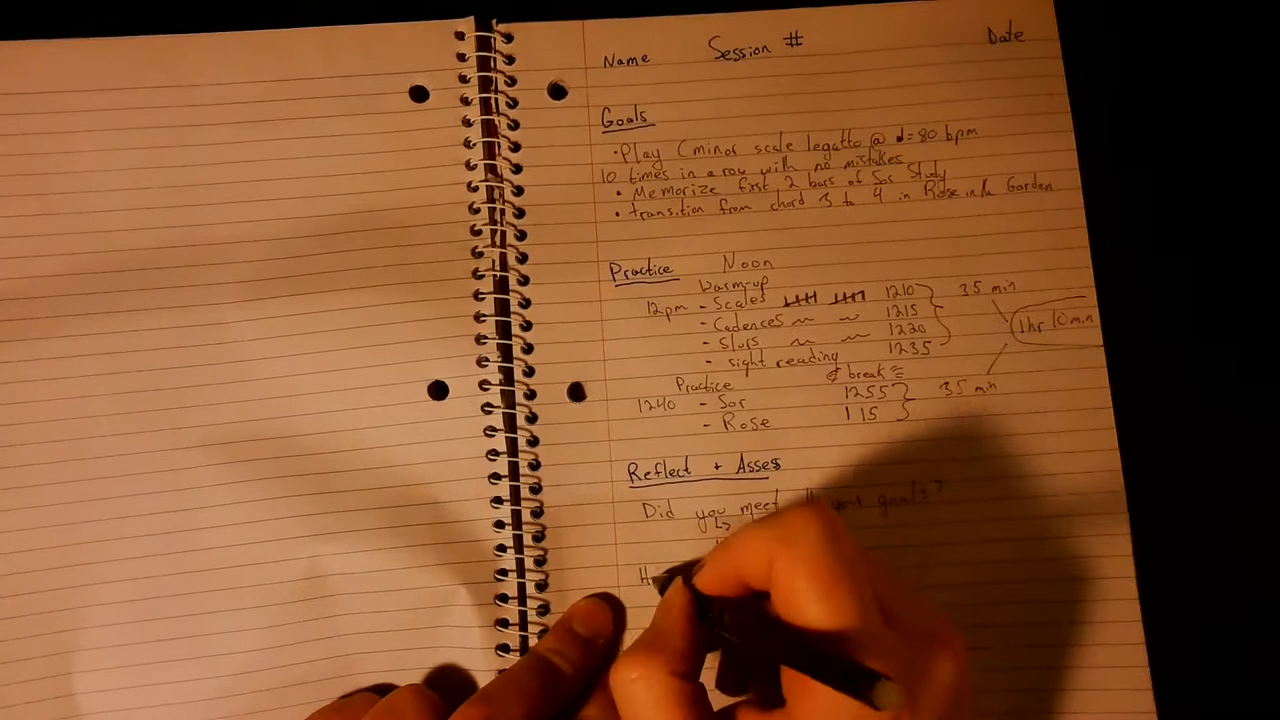 Name Session # Date
Goals
• Play C minor scale legatto @ d=80 bpm
10 times in a row with no mistakes
• Memorize first 2 bars of Sor Study
• transition from chord 3 to 4 in Rose in the Garden
Practice Noon
warm-up
12pm - Scales 1210 35 min
- Cadences ~ ~ 1215
- Slurs ~ ~ 1220 1hr 10min
- sight reading 1235
Practice break
1240 - Sor 1255 35 min
- Rose 115
Reflect + Asses
Did you meet your goals?